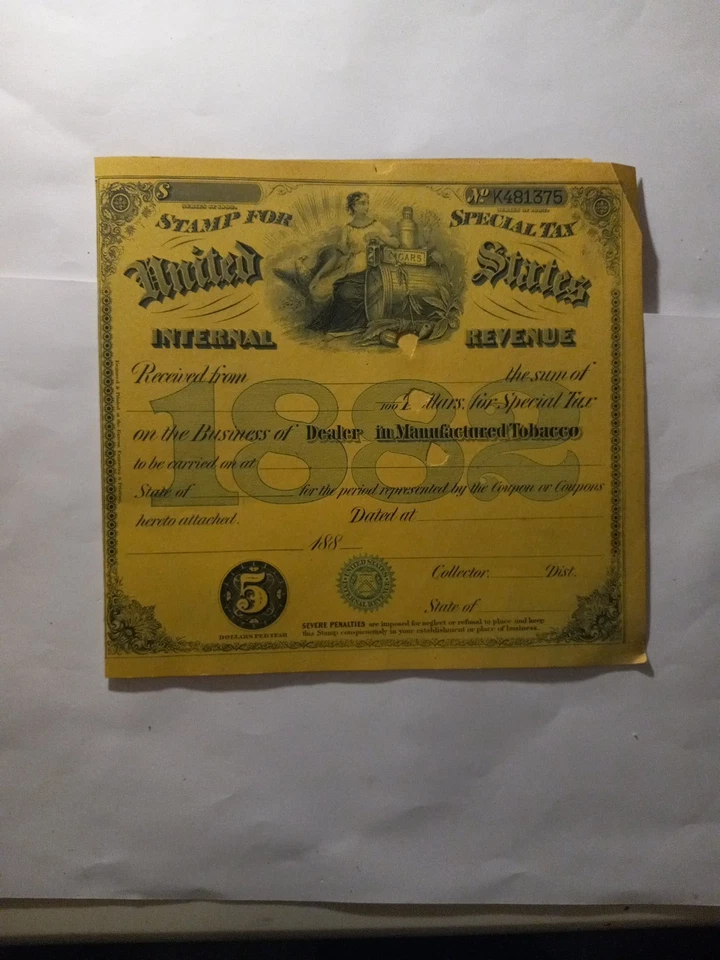 $
No K481375
STAMP FOR SPECIAL TAX
United States
CIGARS
INTERNAL REVENUE
1882
Received from the sum of
100 Dollars, for Special Tax
on the Business of Dealer in Manufactured Tobacco
to be carried on at
State of for the period represented by the Coupon or Coupons
hereto attached. Dated at
188
5
DOLLARS PER YEAR
UNITED STATES
Collector. Dist.
State of
SEVERE PENALTIES are imposed for neglect or refusal to place and keep
this Stamp conspicuously in your establishment or place of business.